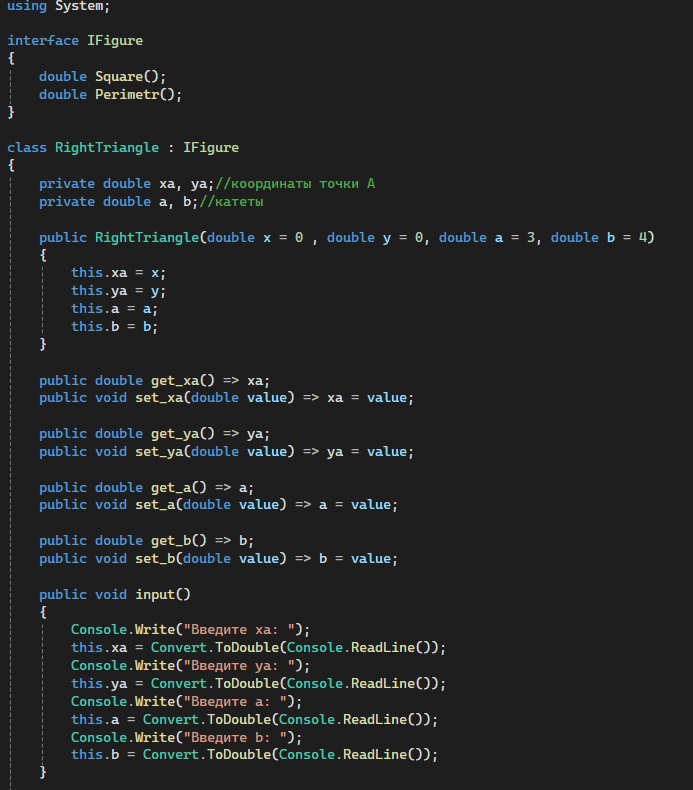 using System;
interface IFigure
{
double Square();
double Perimetr();
}
class RightTriangle : IFigure
{
private double xa, ya;//координаты точки А
private double a, b;//катеты
public RightTriangle(double x = 0 , double y = 0, double a = 3, double b = 4)
{
this.xa = x;
this.ya = y;
this.a = a;
this.b = b;
}
public double get_xa() => xa;
public void set_xa(double value) => xa = value;
public double get_ya() => ya;
public void set_ya(double value) => ya = value;
public double get_a() => a;
public void set_a(double value) => a = value;
public double get_b() => b;
public void set_b(double value) => b = value;
public void input()
{
Console.Write("Введите xa: ");
this.xa = Convert.ToDouble(Console.ReadLine());
Console.Write("Введите ya: ");
this.ya = Convert.ToDouble(Console.ReadLine());
Console.Write("Введите a: ");
this.a = Convert.ToDouble(Console.ReadLine());
Console.Write("Введите b: ");
this.b = Convert.ToDouble(Console.ReadLine());
}